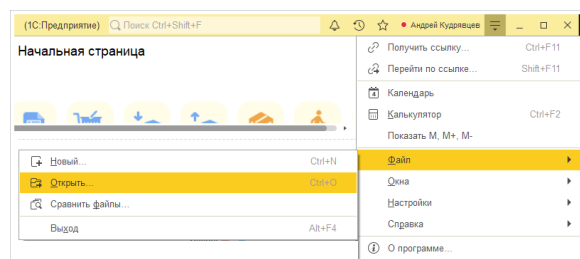 (1С:Предприятие) Поиск Ctrl+Shift+F Андрей Кудрявцев
Начальная страница
Получить ссылку... Ctrl+F11
Перейти по ссылке... Shift+F11
Календарь
Калькулятор Ctrl+F2
Показать M, M+, M-
Файл
Окна
Настройки
Справка
О программе...
Новый... Ctrl+N
Открыть... Ctrl+O
Сравнить файлы...
Выход Alt+F4